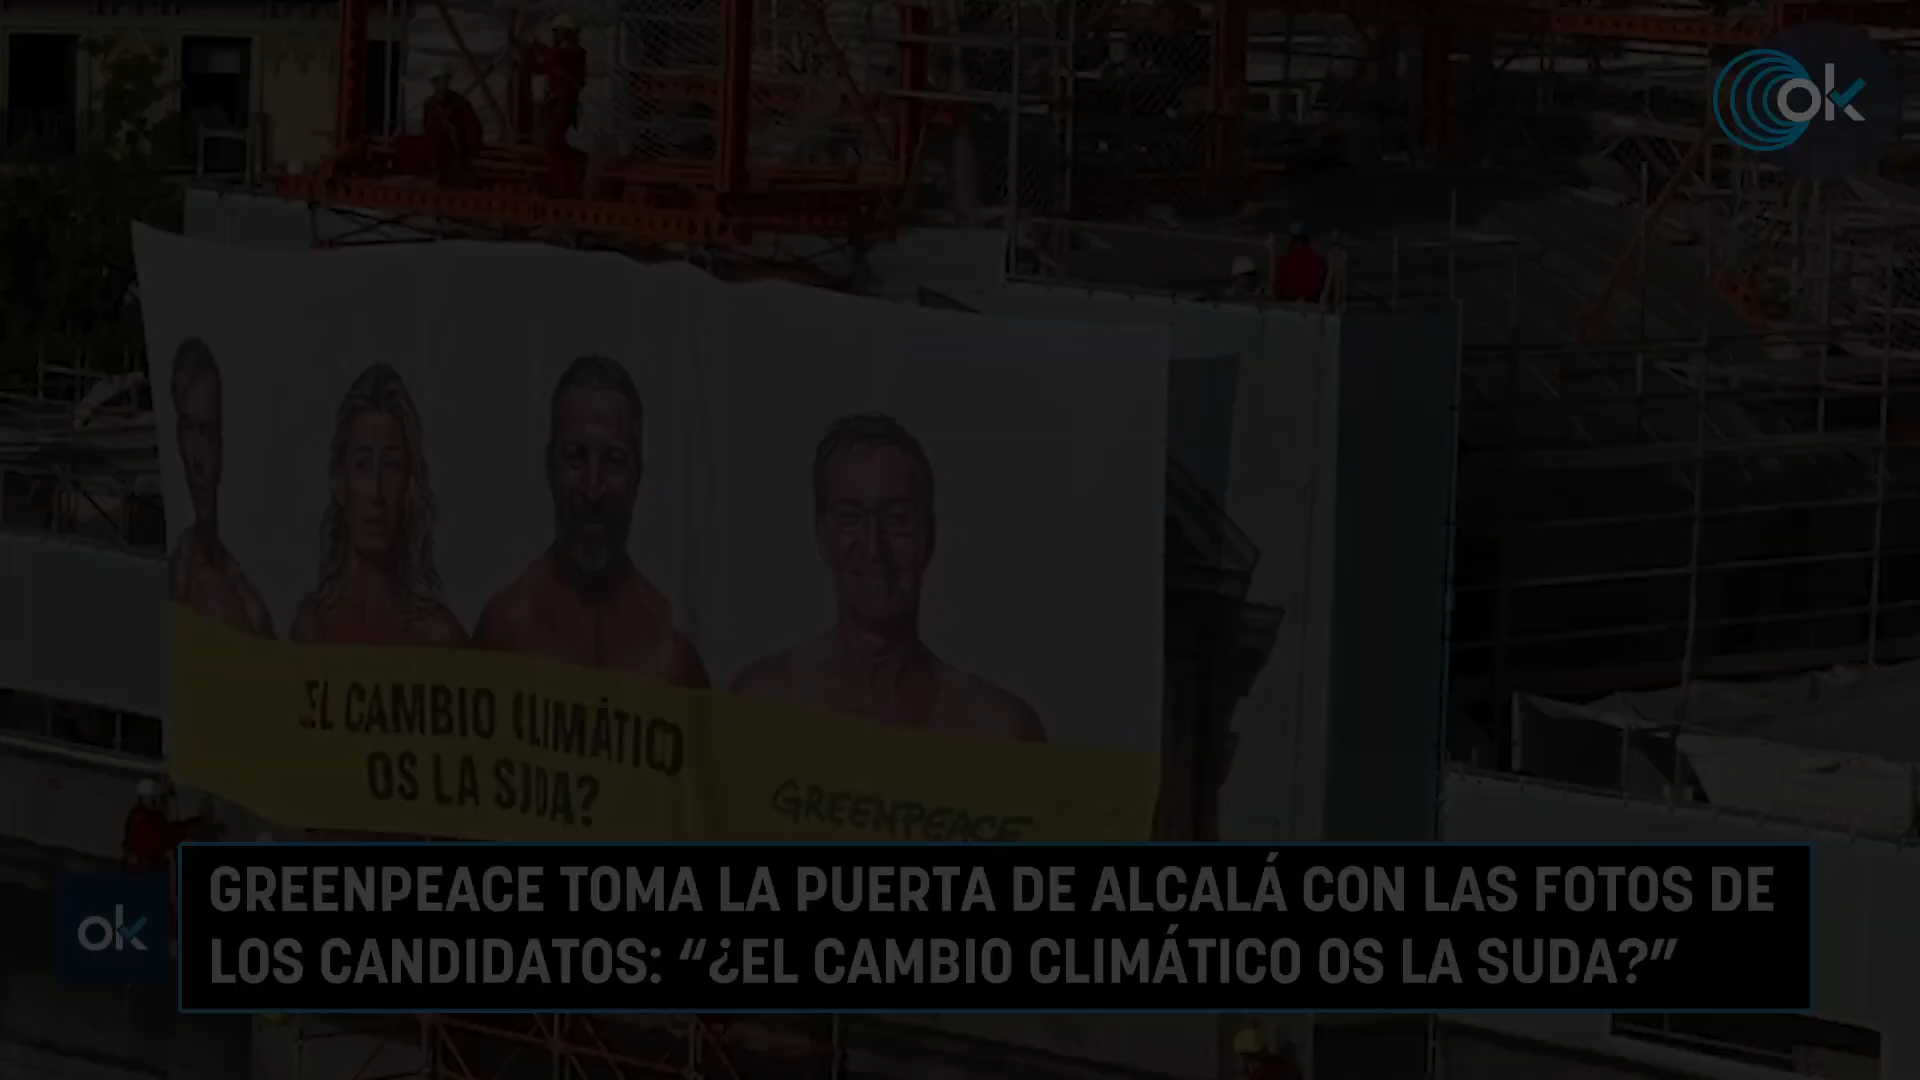 ok
¿EL CAMBIO CLIMÁTICO
OS LA SUDA?
GREENPEACE
ok
GREENPEACE TOMA LA PUERTA DE ALCALÁ CON LAS FOTOS DE
LOS CANDIDATOS: “¿EL CAMBIO CLIMÁTICO OS LA SUDA?”